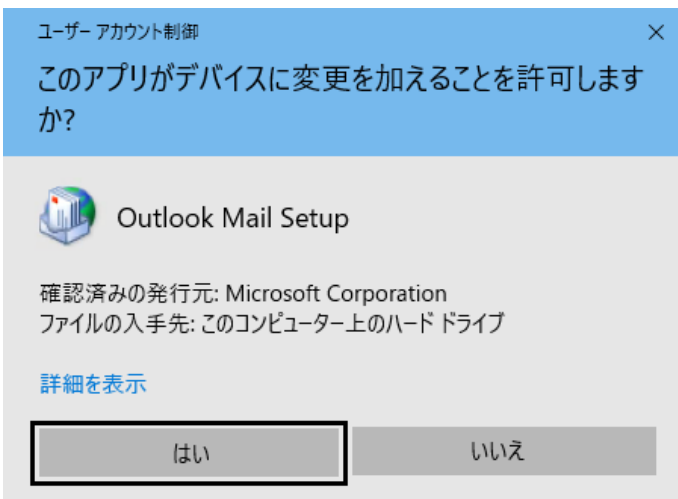 ユーザー アカウント制御
このアプリがデバイスに変更を加えることを許可します
か?
Outlook Mail Setup
確認済みの発行元: Microsoft Corporation
ファイルの入手先: このコンピューター上のハード ドライブ
詳細を表示
はい
いいえ